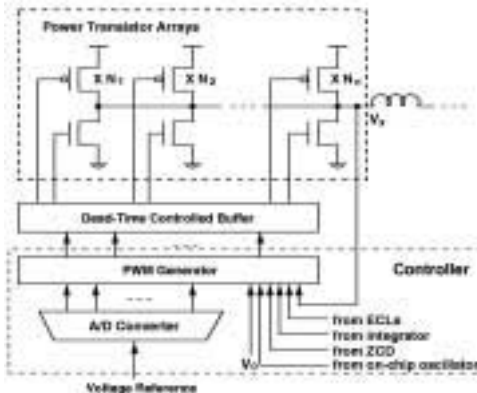 Power Transistor Arrays
X N1
X N2
X Nn
Vx
Dead-Time Controlled Buffer
PWM Generator
Controller
A/D Converter
from ECLs
from integrator
from ZCD
Vo
from on-chip oscillator
Voltage Reference